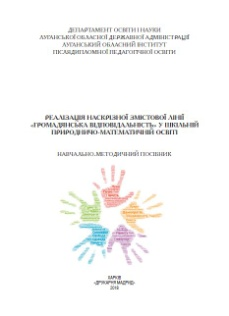 ДЕПАРТАМЕНТ ОСВІТИ І НАУКИ
ЛУГАНСЬКОЇ ОБЛАСНОЇ ДЕРЖАВНОЇ АДМІНІСТРАЦІЇ
ЛУГАНСЬКИЙ ОБЛАСНИЙ ІНСТИТУТ
ПІСЛЯДИПЛОМНОЇ ПЕДАГОГІЧНОЇ ОСВІТИ
РЕАЛІЗАЦІЯ НАСКРІЗНОЇ ЗМІСТОВОЇ ЛІНІЇ
«ГРОМАДЯНСЬКА ВІДПОВІДАЛЬНІСТЬ» У ШКІЛЬНІЙ
ПРИРОДНИЧО-МАТЕМАТИЧНІЙ ОСВІТІ
НАВЧАЛЬНО-МЕТОДИЧНИЙ ПОСІБНИК
ХАРКІВ
«ДРУКАРНЯ МАДРИД»
2018